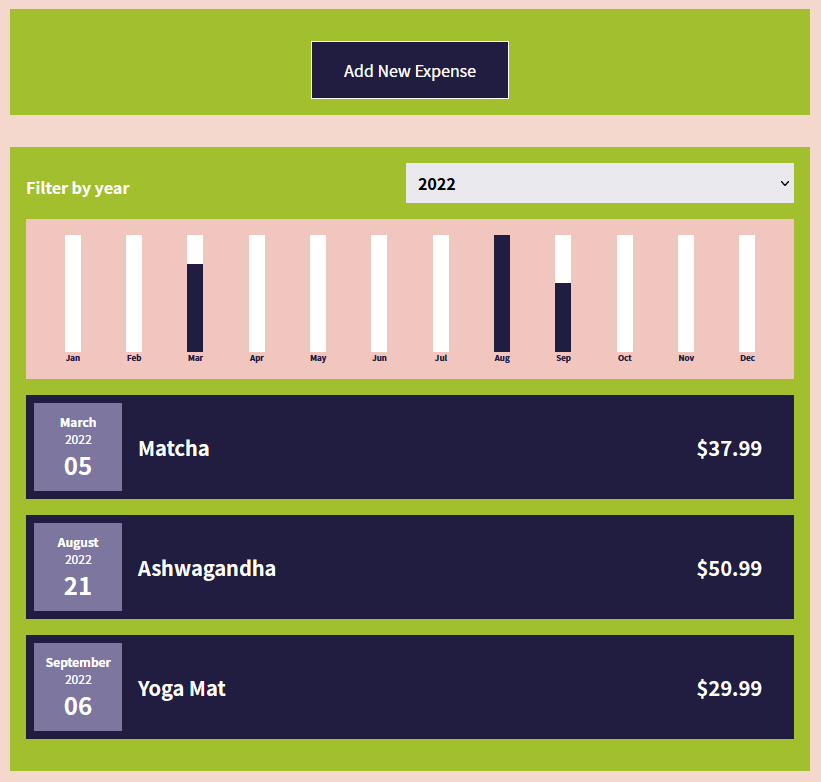 Add New Expense
Filter by year
2022
Jan Feb Mar Apr May Jun Jul Aug Sep Oct Nov Dec
March
2022
05
Matcha
$37.99
August
2022
21
Ashwagandha
$50.99
September
2022
06
Yoga Mat
$29.99